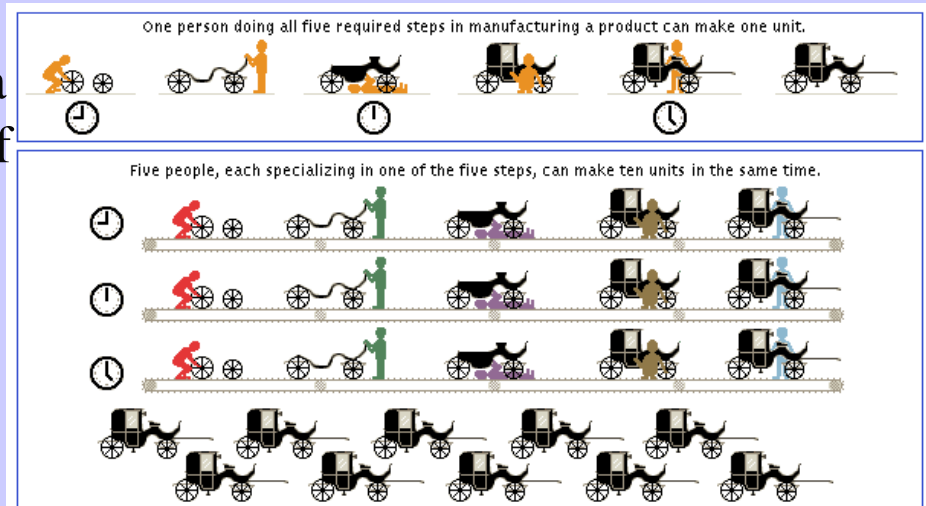 One person doing all five required steps in manufacturing a product can make one unit.
a
f
Five people, each specializing in one of the five steps, can make ten units in the same time.